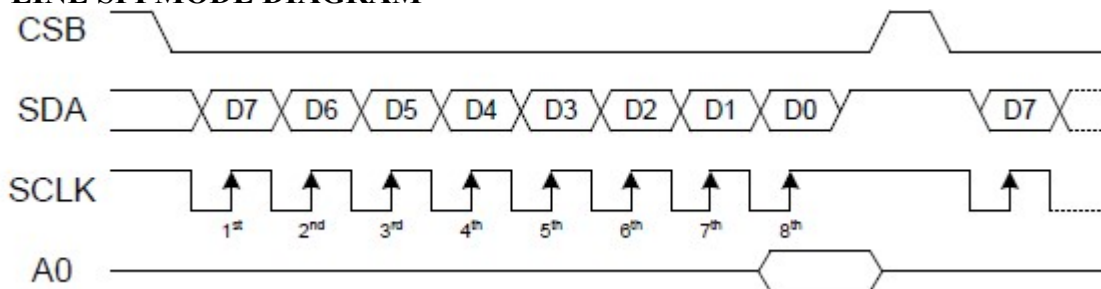 LINE SPI MODE DIAGRAM
CSB
SDA D7 D6 D5 D4 D3 D2 D1 D0 D7
SCLK
1st 2nd 3rd 4th 5th 6th 7th 8th
A0